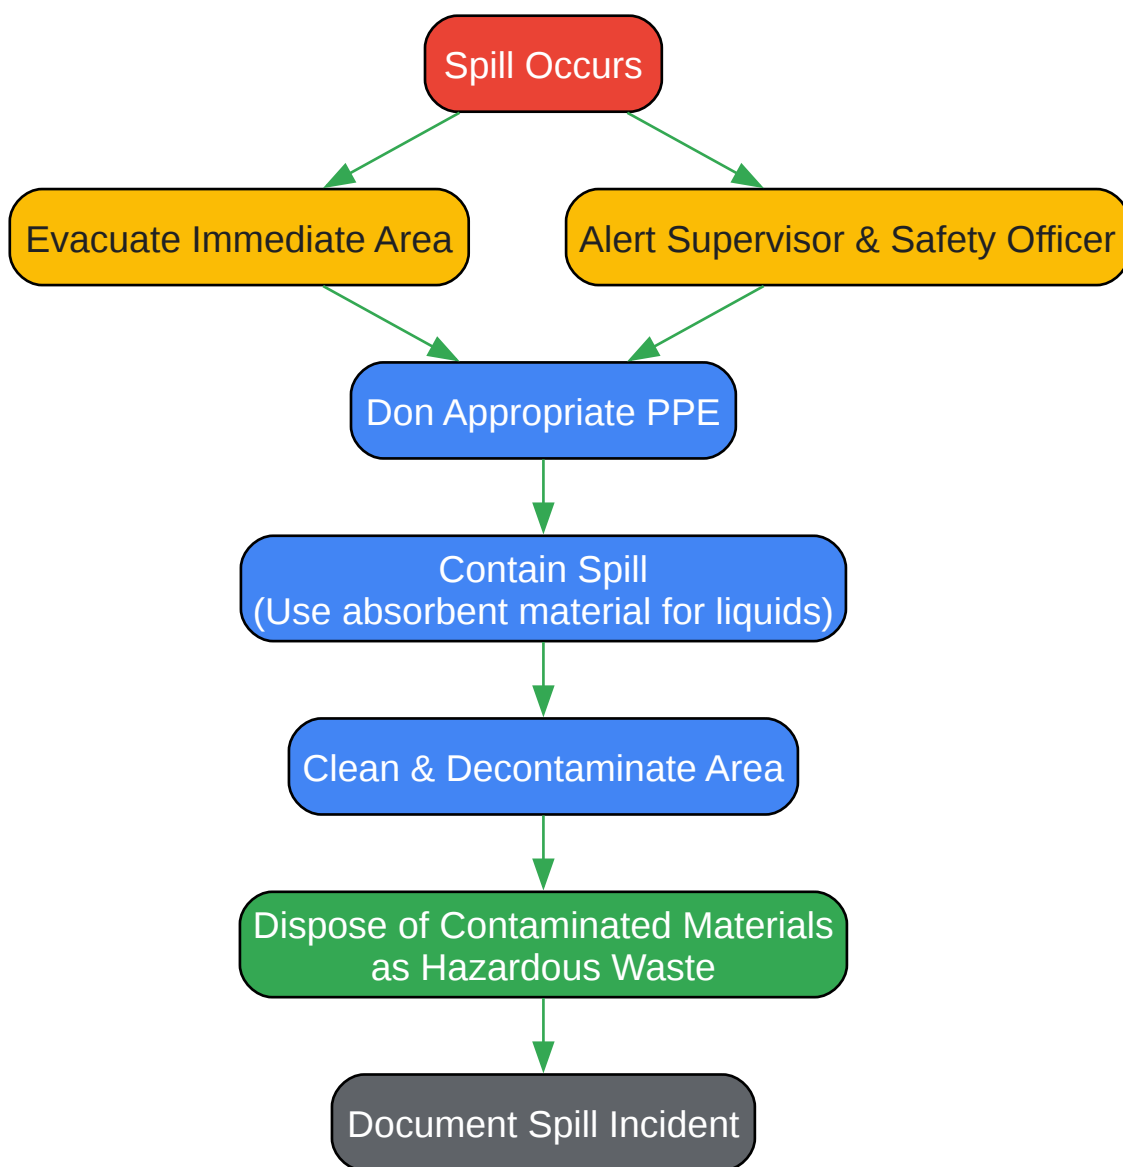 Spill Occurs
Evacuate Immediate Area
Alert Supervisor & Safety Officer
Don Appropriate PPE
Contain Spill
(Use absorbent material for liquids)
Clean & Decontaminate Area
Dispose of Contaminated Materials
as Hazardous Waste
Document Spill Incident